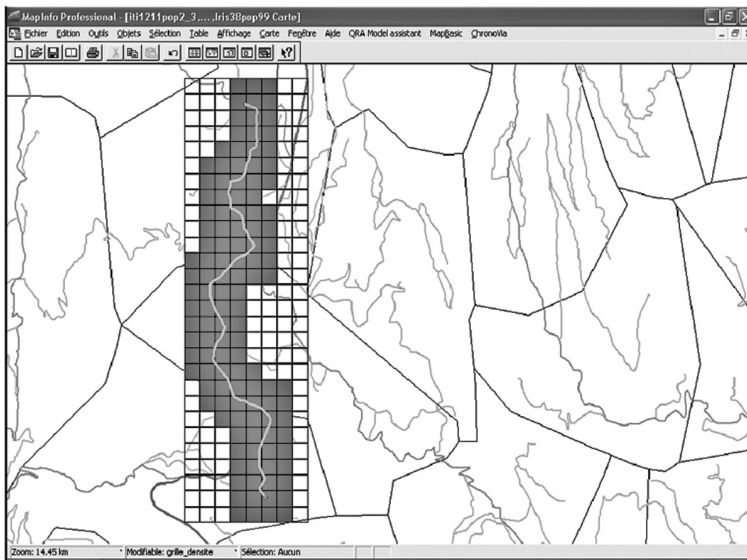 MapInfo Professional - [iti1211pop2_3,...,Iris38pop99 Carte]
Fichier Edition Outils Objets Sélection Table Affichage Carte Fenêtre Aide QRA Model assistant MapBasic ChronoVia
Zoom: 14.45 km Modifiable: grille_densite Sélection: Aucun